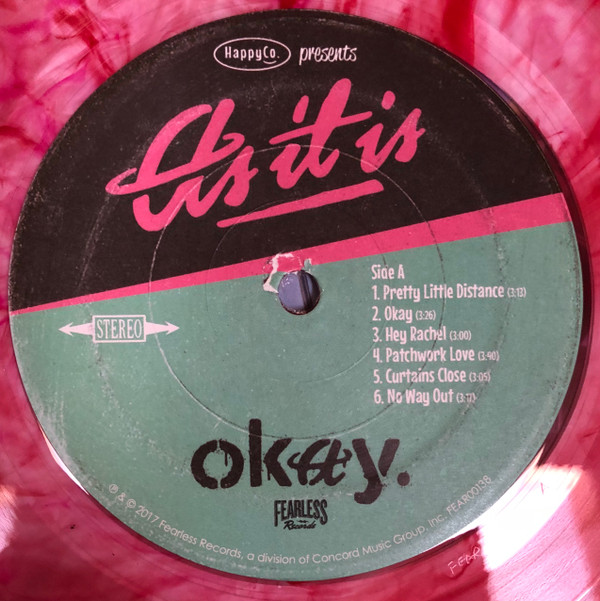 HappyCo. presents
As it is
Side A
1. Pretty Little Distance (3:13)
2. Okay (3:26)
3. Hey Rachel (3:00)
4. Patchwork Love (3:90)
5. Curtains Close (3:05)
6. No Way Out (3:17)
STEREO
okay.
FEARLESS
Records
℗ & © 2017 Fearless Records, a division of Concord Music Group, Inc. FEAR00138